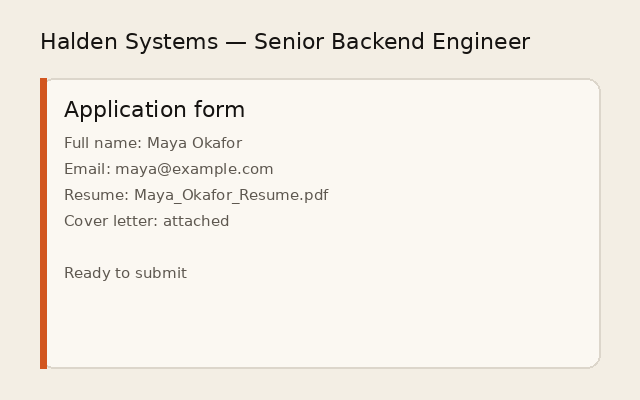 Halden Systems — Senior Backend Engineer
Application form
Full name: Maya Okafor
Email: maya@example.com
Resume: Maya_Okafor_Resume.pdf
Cover letter: attached
Ready to submit